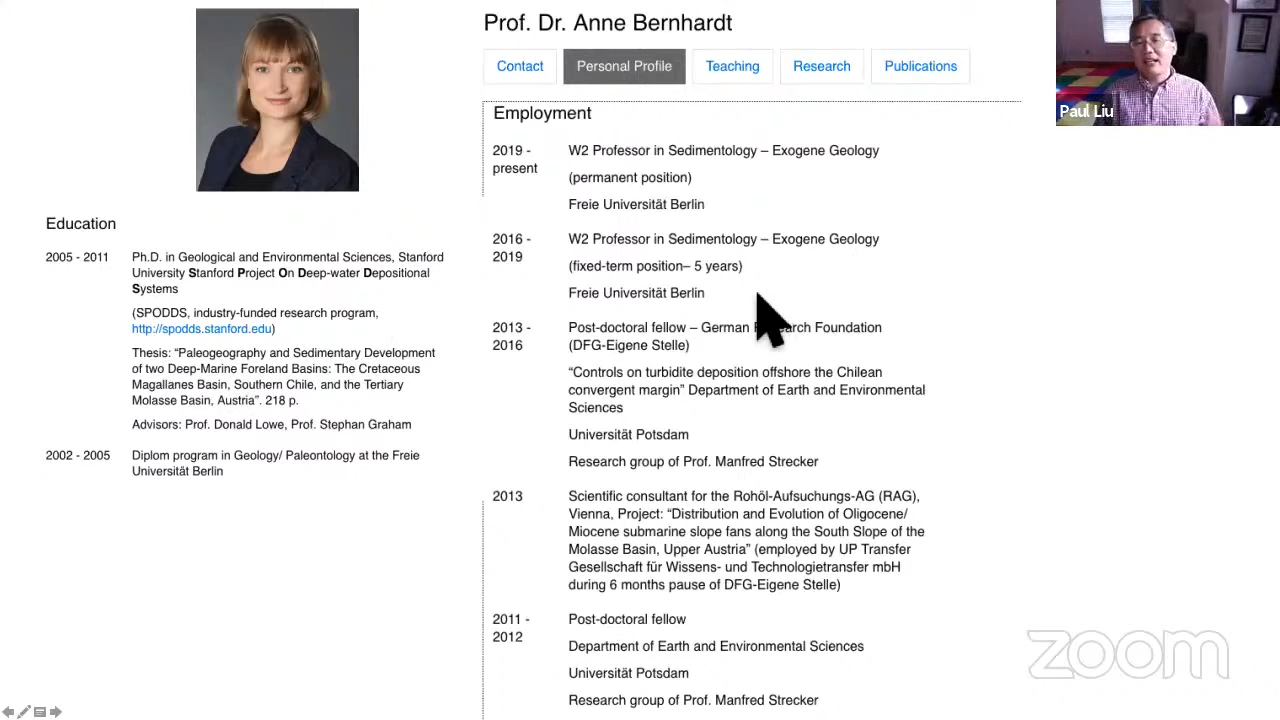 Prof. Dr. Anne Bernhardt
Contact
Personal Profile
Teaching
Research
Publications
Paul Liu
Education
2005 - 2011
Ph.D. in Geological and Environmental Sciences, Stanford
University Stanford Project On Deep-water Depositional
Systems
(SPODDS, industry-funded research program,
http://spodds.stanford.edu)
Thesis: “Paleogeography and Sedimentary Development
of two Deep-Marine Foreland Basins: The Cretaceous
Magallanes Basin, Southern Chile, and the Tertiary
Molasse Basin, Austria”. 218 p.
Advisors: Prof. Donald Lowe, Prof. Stephan Graham
2002 - 2005
Diplom program in Geology/ Paleontology at the Freie
Universität Berlin
Employment
2019 -
present
W2 Professor in Sedimentology – Exogene Geology
(permanent position)
Freie Universität Berlin
2016 -
2019
W2 Professor in Sedimentology – Exogene Geology
(fixed-term position– 5 years)
Freie Universität Berlin
2013 -
2016
Post-doctoral fellow – German Research Foundation
(DFG-Eigene Stelle)
“Controls on turbidite deposition offshore the Chilean
convergent margin” Department of Earth and Environmental
Sciences
Universität Potsdam
Research group of Prof. Manfred Strecker
2013
Scientific consultant for the Rohöl-Aufsuchungs-AG (RAG),
Vienna, Project: “Distribution and Evolution of Oligocene/
Miocene submarine slope fans along the South Slope of the
Molasse Basin, Upper Austria” (employed by UP Transfer
Gesellschaft für Wissens- und Technologietransfer mbH
during 6 months pause of DFG-Eigene Stelle)
2011 -
2012
Post-doctoral fellow
Department of Earth and Environmental Sciences
Universität Potsdam
Research group of Prof. Manfred Strecker
zoom